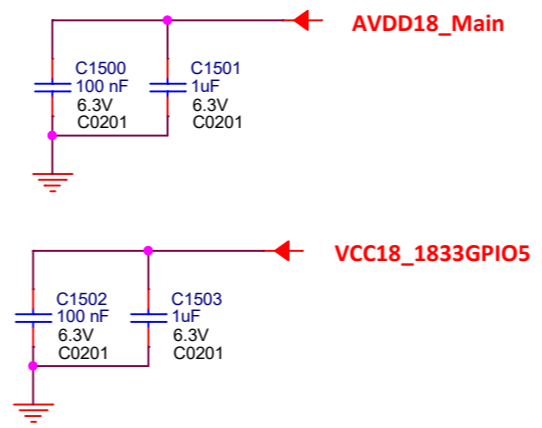 AVDD18_Main
C1500
100 nF
6.3V
C0201
C1501
1uF
6.3V
C0201
VCC18_1833GPIO5
C1502
100 nF
6.3V
C0201
C1503
1uF
6.3V
C0201